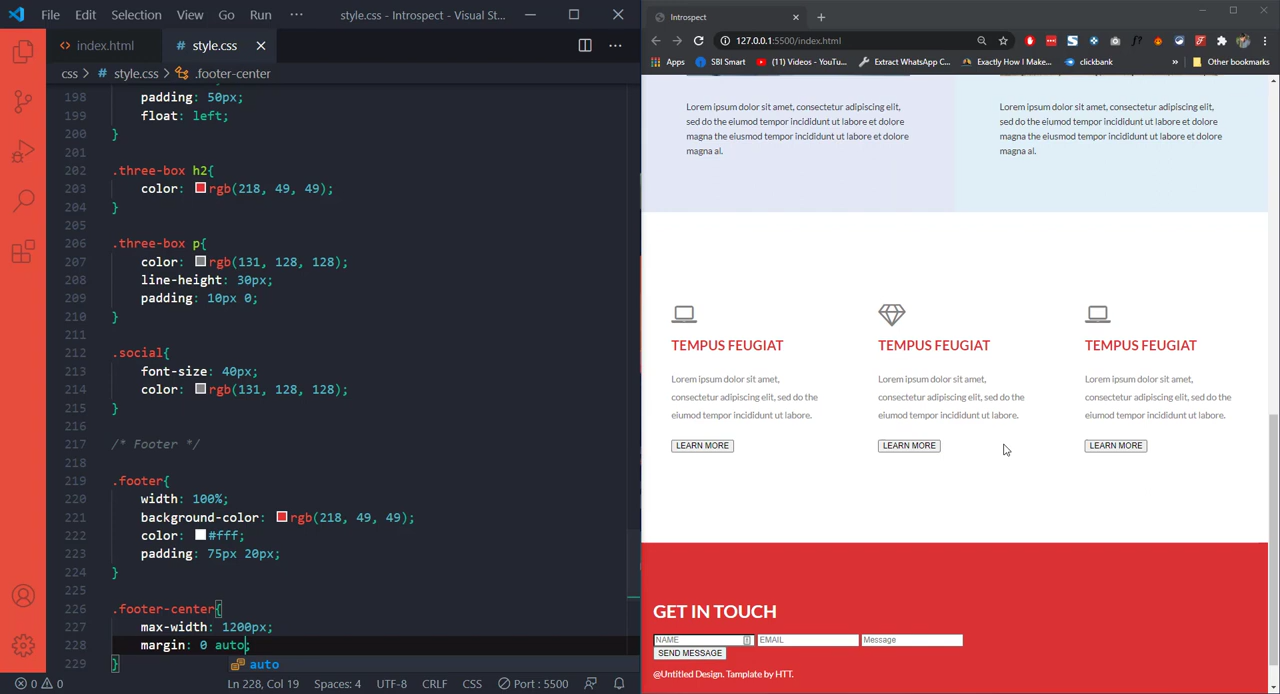 File Edit Selection View Go Run ··· style.css - Introspect - Visual St...
index.html # style.css
css > # style.css > .footer-center
198 padding: 50px;
199 float: left;
200 }
201
202 .three-box h2{
203 color: rgb(218, 49, 49);
204 }
205
206 .three-box p{
207 color: rgb(131, 128, 128);
208 line-height: 30px;
209 padding: 10px 0;
210 }
211
212 .social{
213 font-size: 40px;
214 color: rgb(131, 128, 128);
215 }
216
217 /* Footer */
218
219 .footer{
220 width: 100%;
221 background-color: rgb(218, 49, 49);
222 color: #fff;
223 padding: 75px 20px;
224 }
225
226 .footer-center{
227 max-width: 1200px;
228 margin: 0 auto;
229 }
auto
0 0 Ln 228, Col 19 Spaces: 4 UTF-8 CRLF CSS Port : 5500
Introspect
127.0.0.1:5500/index.html
Apps SBI Smart (11) Videos - YouTu... Extract WhatsApp C... Exactly How I Make... clickbank » Other bookmarks
Lorem ipsum dolor sit amet, consectetur adipiscing elit,
sed do the eiusmod tempor incididunt ut labore et dolore
magna the eiusmod tempor incididunt ut labore et dolore
magna al.
Lorem ipsum dolor sit amet, consectetur adipiscing elit,
sed do the eiusmod tempor incididunt ut labore et dolore
magna the eiusmod tempor incididunt ut labore et dolore
magna al.
TEMPUS FEUGIAT
Lorem ipsum dolor sit amet,
consectetur adipiscing elit, sed do the
eiumod tempor incididunt ut labore.
LEARN MORE
TEMPUS FEUGIAT
Lorem ipsum dolor sit amet,
consectetur adipiscing elit, sed do the
eiumod tempor incididunt ut labore.
LEARN MORE
TEMPUS FEUGIAT
Lorem ipsum dolor sit amet,
consectetur adipiscing elit, sed do the
eiumod tempor incididunt ut labore.
LEARN MORE
GET IN TOUCH
NAME EMAIL Message
SEND MESSAGE
@Untitled Design. Tamplate by HTT.